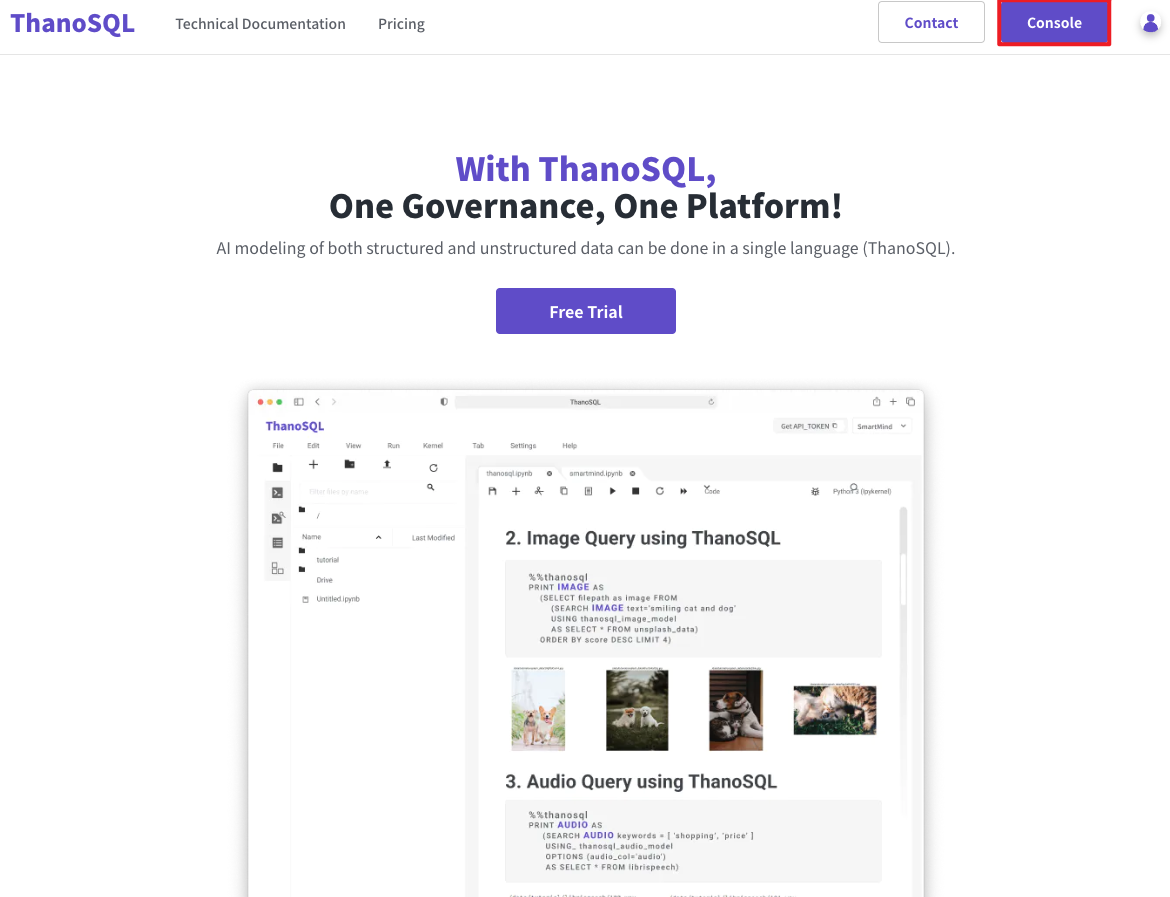 ThanoSQL
Technical Documentation
Pricing
Contact
Console
With ThanoSQL,
One Governance, One Platform!
AI modeling of both structured and unstructured data can be done in a single language (ThanoSQL).
Free Trial
ThanoSQL
ThanoSQL
Get API_TOKEN
SmartMind
File Edit View Run Kernel Tab Settings Help
Filter files by name
/
Name
Last Modified
tutorial
Drive
Untitled.ipynb
thanosql.ipynb
smartmind.ipynb
Code
Python 3 (ipykernel)
2. Image Query using ThanoSQL
%%thanosql
PRINT IMAGE AS
(SELECT filepath as image FROM
(SEARCH IMAGE text='smiling cat and dog'
USING thanosql_image_model
AS SELECT * FROM unsplash_data)
ORDER BY score DESC LIMIT 4)
3. Audio Query using ThanoSQL
%%thanosql
PRINT AUDIO AS
(SEARCH AUDIO keywords = [ 'shopping', 'price' ]
USING_ thanosql_audio_model
OPTIONS (audio_col='audio')
AS SELECT * FROM librispeech)